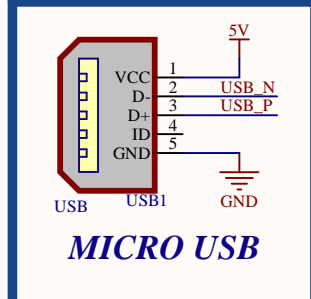 5V
VCC 1
D- 2 USB_N
D+ 3 USB_P
ID 4
GND 5
USB USB1 GND
MICRO USB